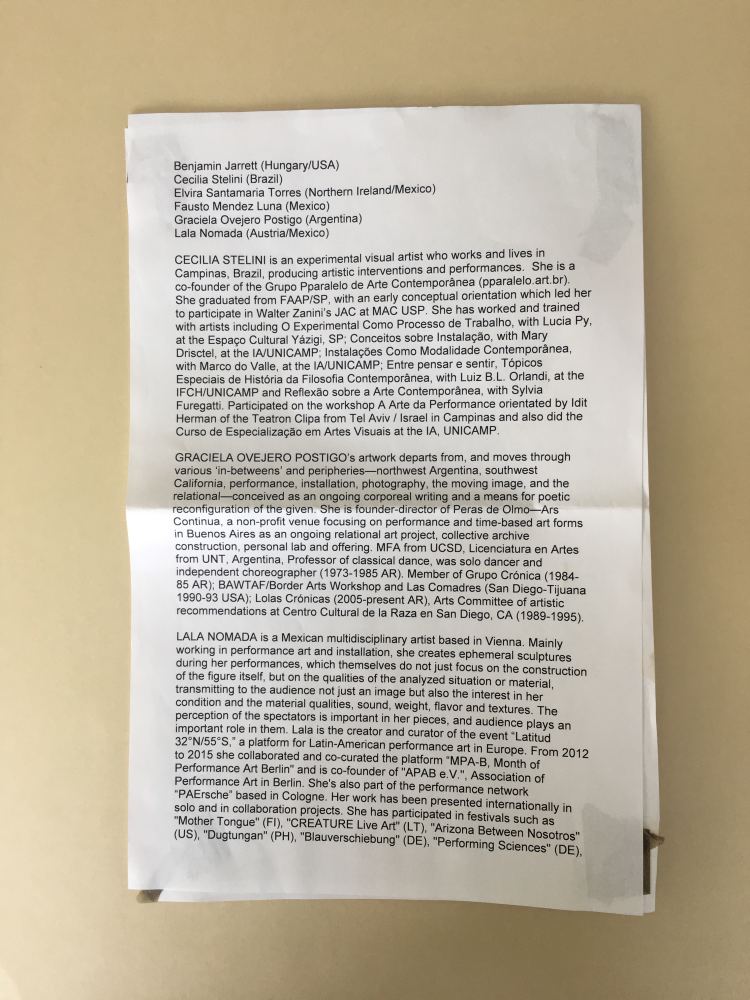 Benjamin Jarrett (Hungary/USA)
Cecilia Stelini (Brazil)
Elvira Santamaria Torres (Northern Ireland/Mexico)
Fausto Mendez Luna (Mexico)
Graciela Ovejero Postigo (Argentina)
Lala Nomada (Austria/Mexico)
CECILIA STELINI is an experimental visual artist who works and lives in
Campinas, Brazil, producing artistic interventions and performances.  She is a
co-founder of the Grupo Pparalelo de Arte Contemporânea (pparalelo.art.br).
She graduated from FAAP/SP, with an early conceptual orientation which led her
to participate in Walter Zanini's JAC at MAC USP. She has worked and trained
with artists including O Experimental Como Processo de Trabalho, with Lucia Py,
at the Espaço Cultural Yázigi, SP; Conceitos sobre Instalação, with Mary
Drisctel, at the IA/UNICAMP; Instalações Como Modalidade Contemporânea,
with Marco do Valle, at the IA/UNICAMP; Entre pensar e sentir, Tópicos
Especiais de História da Filosofia Contemporânea, with Luiz B.L. Orlandi, at the
IFCH/UNICAMP and Reflexão sobre a Arte Contemporânea, with Sylvia
Furegatti. Participated on the workshop A Arte da Performance orientated by Idit
Herman of the Teatron Clipa from Tel Aviv / Israel in Campinas and also did the
Curso de Especialização em Artes Visuais at the IA, UNICAMP.
GRACIELA OVEJERO POSTIGO's artwork departs from, and moves through
various 'in-betweens' and peripheries—northwest Argentina, southwest
California, performance, installation, photography, the moving image, and the
relational—conceived as an ongoing corporeal writing and a means for poetic
reconfiguration of the given. She is founder-director of Peras de Olmo—Ars
Continua, a non-profit venue focusing on performance and time-based art forms
in Buenos Aires as an ongoing relational art project, collective archive
construction, personal lab and offering. MFA from UCSD, Licenciatura en Artes
from UNT, Argentina, Professor of classical dance, was solo dancer and
independent choreographer (1973-1985 AR). Member of Grupo Crónica (1984-
85 AR); BAWTAF/Border Arts Workshop and Las Comadres (San Diego-Tijuana
1990-93 USA); Lolas Crónicas (2005-present AR), Arts Committee of artistic
recommendations at Centro Cultural de la Raza en San Diego, CA (1989-1995).
LALA NOMADA is a Mexican multidisciplinary artist based in Vienna. Mainly
working in performance art and installation, she creates ephemeral sculptures
during her performances, which themselves do not just focus on the construction
of the figure itself, but on the qualities of the analyzed situation or material,
transmitting to the audience not just an image but also the interest in her
condition and the material qualities, sound, weight, flavor and textures. The
perception of the spectators is important in her pieces, and audience plays an
important role in them. Lala is the creator and curator of the event "Latitud
32°N/55°S," a platform for Latin-American performance art in Europe. From 2012
to 2015 she collaborated and co-curated the platform "MPA-B, Month of
Performance Art Berlin" and is co-founder of "APAB e.V.", Association of
Performance Art in Berlin. She's also part of the performance network
"PAErsche" based in Cologne. Her work has been presented internationally in
solo and in collaboration projects. She has participated in festivals such as
"Mother Tongue" (FI), "CREATURE Live Art" (LT), "Arizona Between Nosotros"
(US), "Dugtungan" (PH), "Blauverschiebung" (DE), "Performing Sciences" (DE),